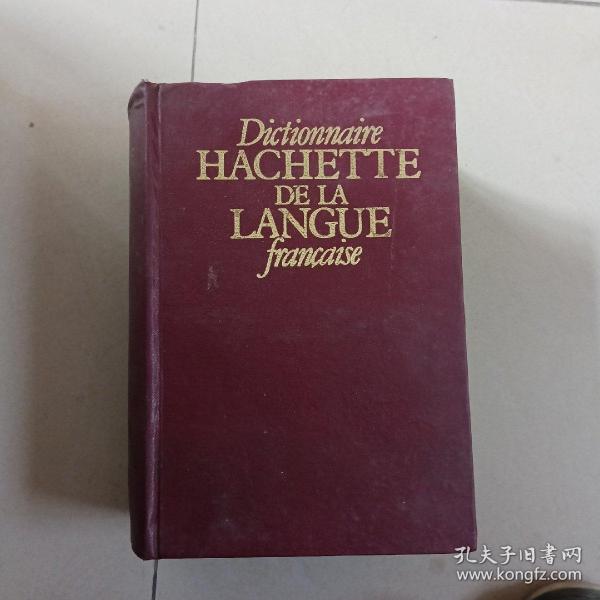 Dictionnaire
HACHETTE
DE LA
LANGUE
française
孔夫子旧书网
www.kongfz.com